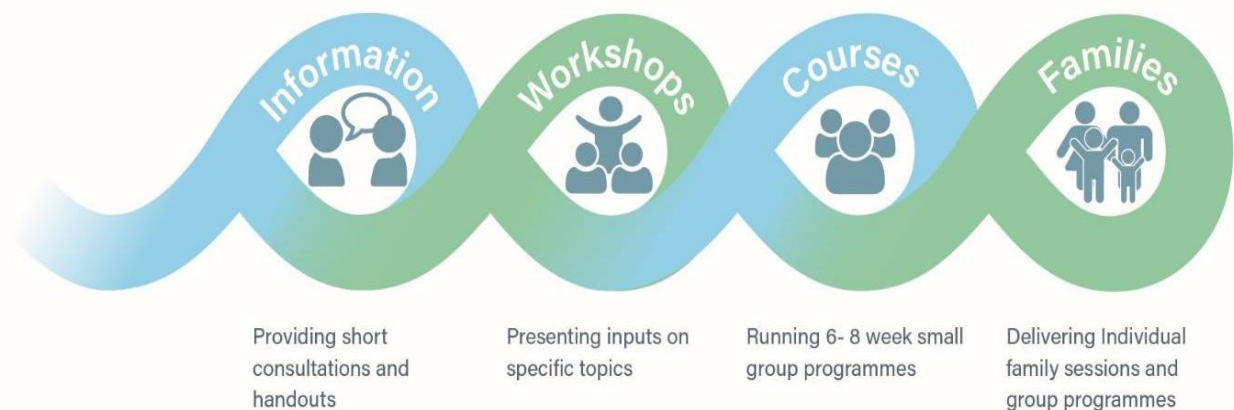 Information
Workshops
Courses
Families
Providing short
consultations and
handouts
Presenting inputs on
specific topics
Running 6- 8 week small
group programmes
Delivering Individual
family sessions and
group programmes